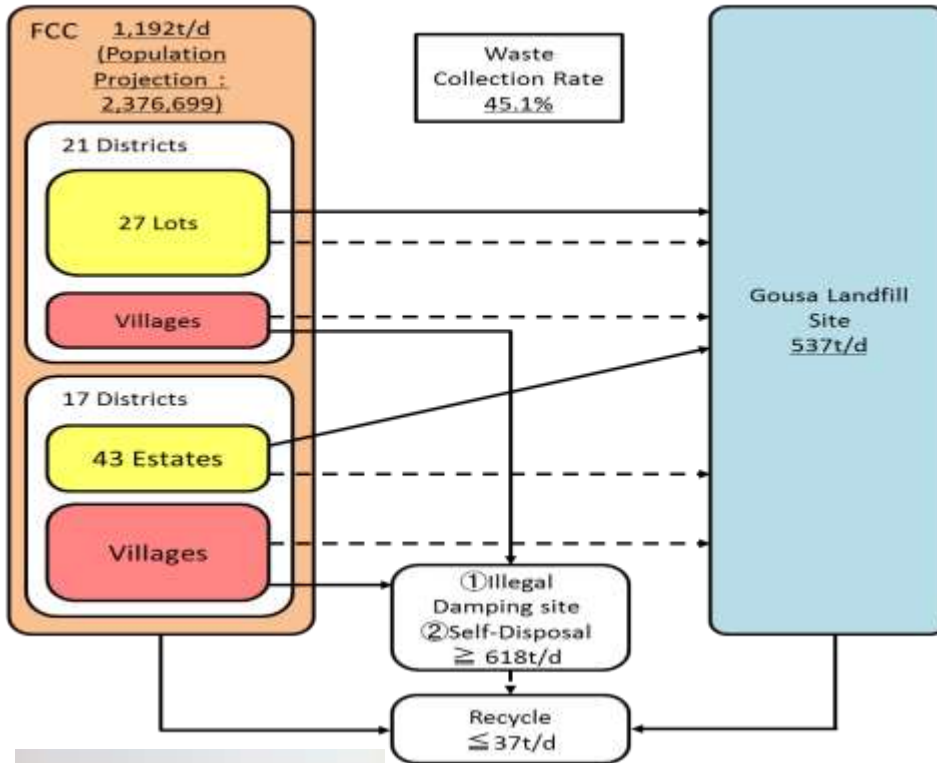 FCC 1,192t/d
(Population
Projection :
2,376,699)
21 Districts
27 Lots
Villages
17 Districts
43 Estates
Villages
Waste
Collection Rate
45.1%
①Illegal
Damping site
②Self-Disposal
≧ 618t/d
Recycle
≦37t/d
Gousa Landfill
Site
537t/d